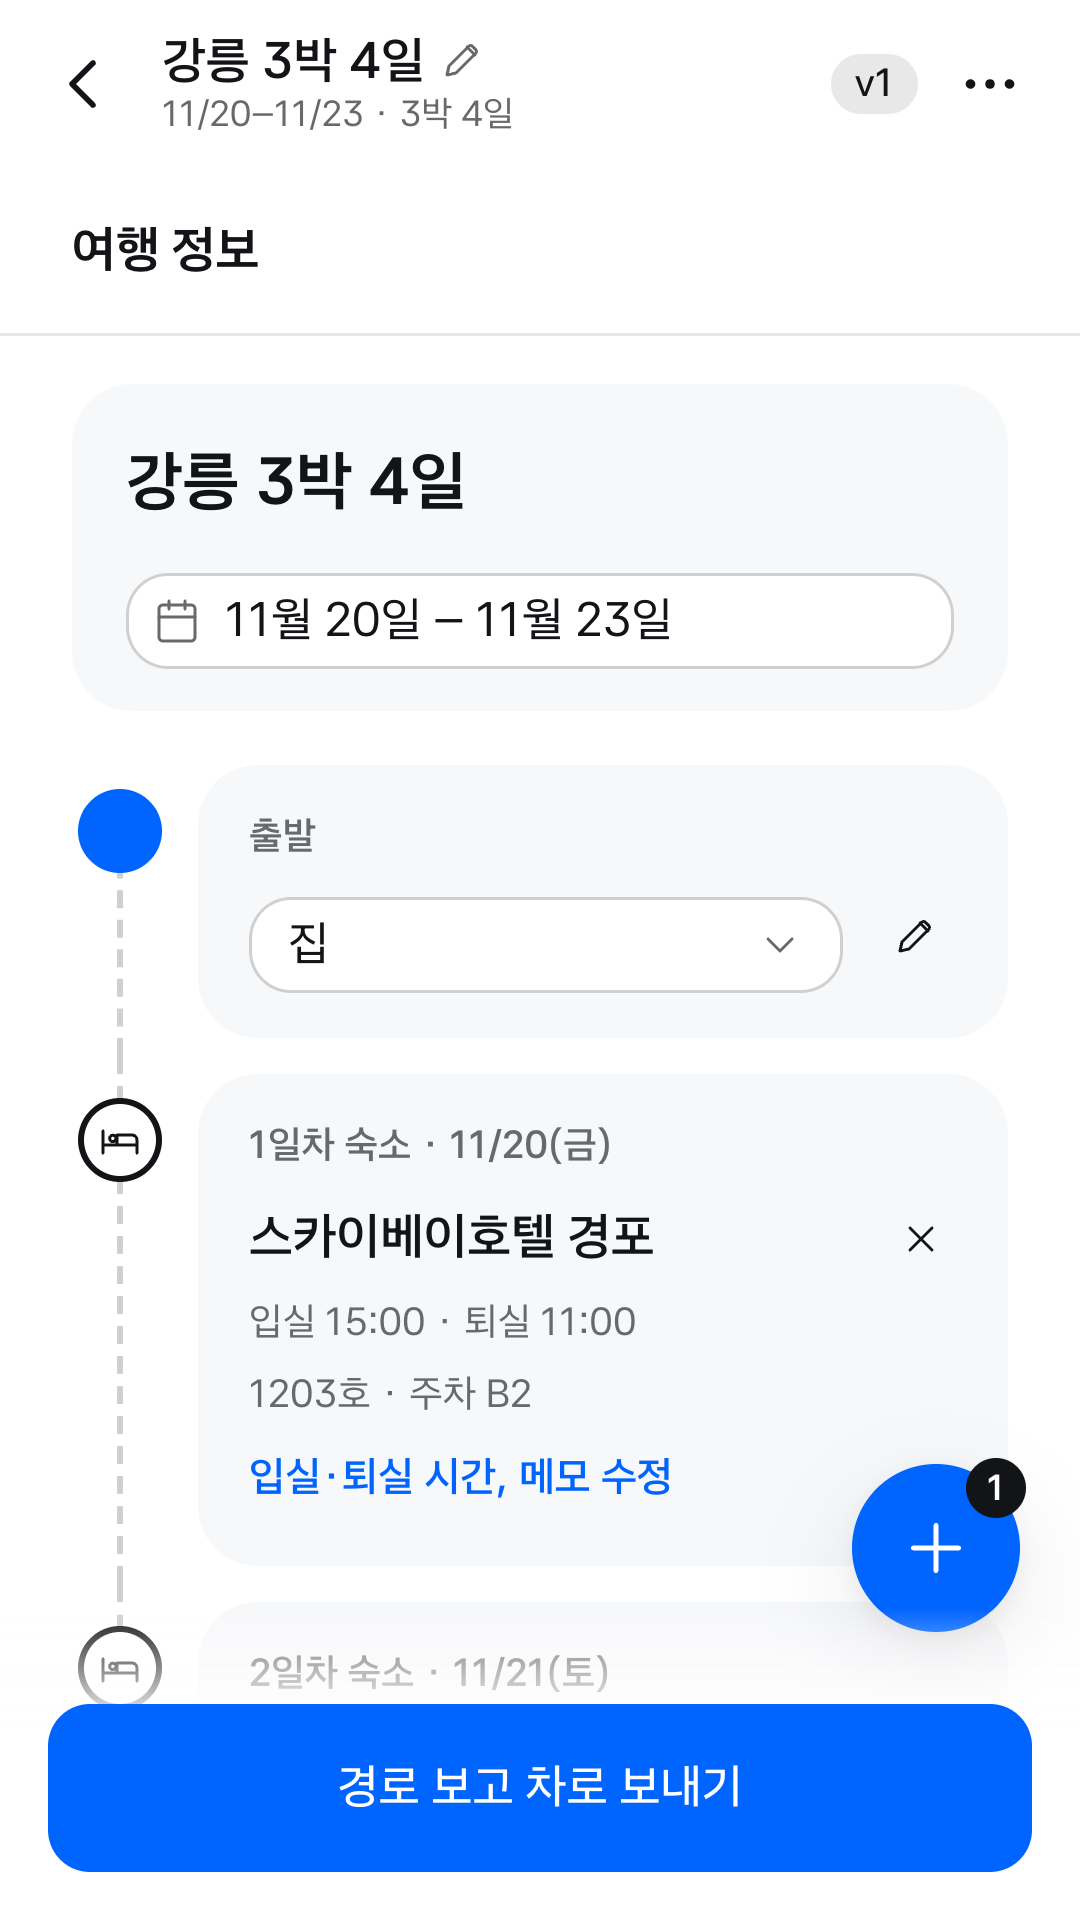 강릉 3박 4일
11/20–11/23 · 3박 4일
v1
여행 정보
강릉 3박 4일
11월 20일 – 11월 23일
출발
집
1일차 숙소 · 11/20(금)
스카이베이호텔 경포
입실 15:00 · 퇴실 11:00
1203호 · 주차 B2
입실·퇴실 시간, 메모 수정
1
2일차 숙소 · 11/21(토)
경로 보고 차로 보내기